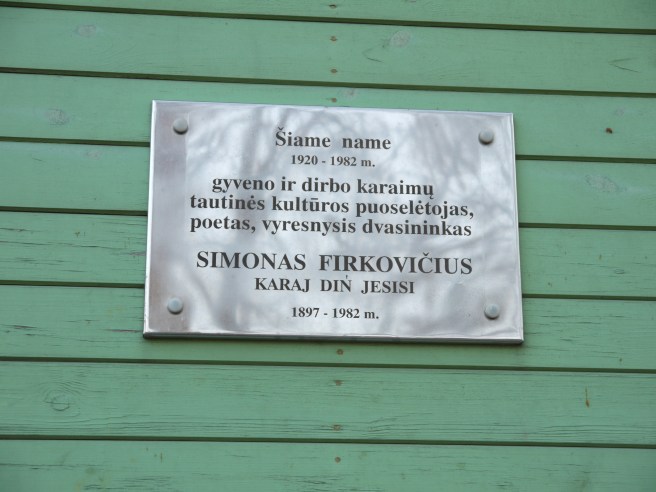 Šiame name
1920 - 1982 m.
gyveno ir dirbo karaimų
tautinės kultūros puoselėtojas,
poetas, vyresnysis dvasininkas
SIMONAS FIRKOVIČIUS
KARAJ DIŃ JESISI
1897 - 1982 m.